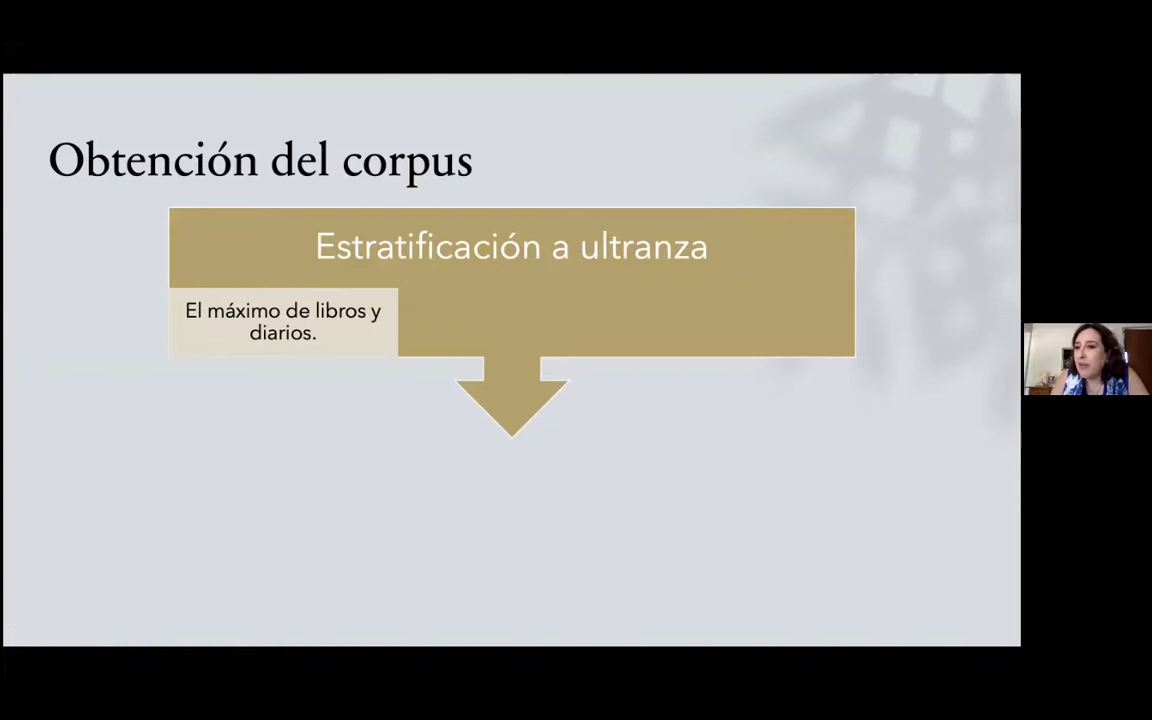 Obtención del corpus
Estratificación a ultranza
El máximo de libros y
diarios.